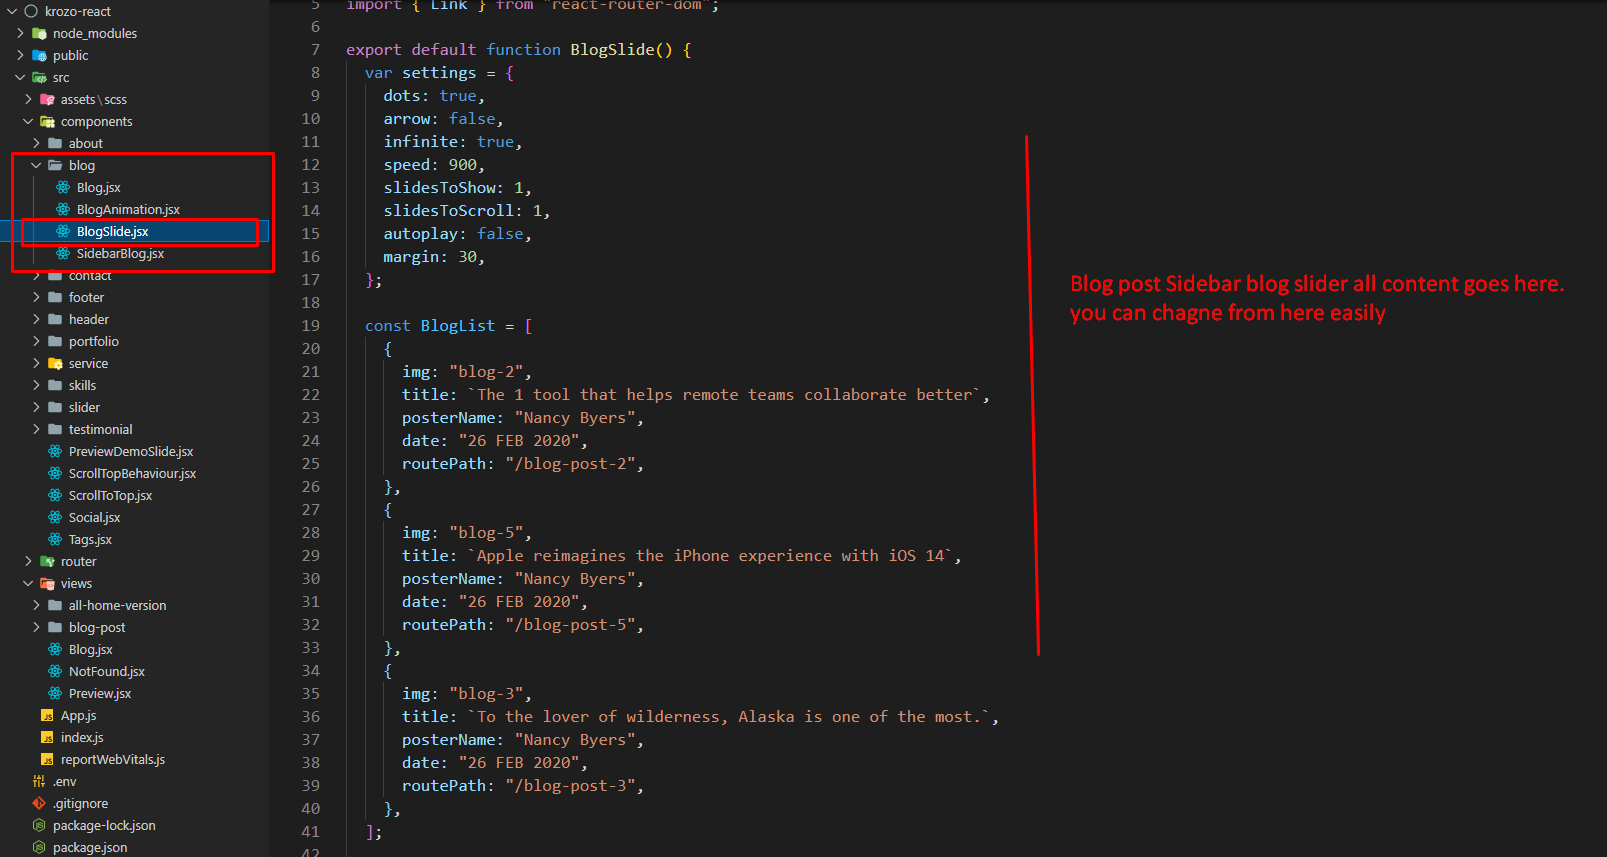 krozo-react
node_modules
public
src
assets\scss
components
about
blog
Blog.jsx
BlogAnimation.jsx
BlogSlide.jsx
SidebarBlog.jsx
contact
footer
header
portfolio
service
skills
slider
testimonial
PreviewDemoSlide.jsx
ScrollTopBehaviour.jsx
ScrollToTop.jsx
Social.jsx
Tags.jsx
router
views
all-home-version
blog-post
Blog.jsx
NotFound.jsx
Preview.jsx
JS App.js
JS index.js
JS reportWebVitals.js
.env
.gitignore
package-lock.json
package.json
5 import { Link } from "react-router-dom";
6
7 export default function BlogSlide() {
8 var settings = {
9 dots: true,
10 arrow: false,
11 infinite: true,
12 speed: 900,
13 slidesToShow: 1,
14 slidesToScroll: 1,
15 autoplay: false,
16 margin: 30,
17 };
18
19 const BlogList = [
20 {
21 img: "blog-2",
22 title: `The 1 tool that helps remote teams collaborate better`,
23 posterName: "Nancy Byers",
24 date: "26 FEB 2020",
25 routePath: "/blog-post-2",
26 },
27 {
28 img: "blog-5",
29 title: `Apple reimagines the iPhone experience with iOS 14`,
30 posterName: "Nancy Byers",
31 date: "26 FEB 2020",
32 routePath: "/blog-post-5",
33 },
34 {
35 img: "blog-3",
36 title: `To the lover of wilderness, Alaska is one of the most.`,
37 posterName: "Nancy Byers",
38 date: "26 FEB 2020",
39 routePath: "/blog-post-3",
40 },
41 ];
42
Blog post Sidebar blog slider all content goes here.
you can chagne from here easily